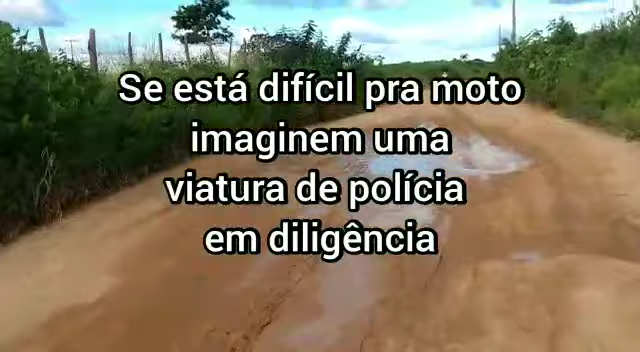 Se está difícil pra moto
imaginem uma
viatura de polícia
em diligência